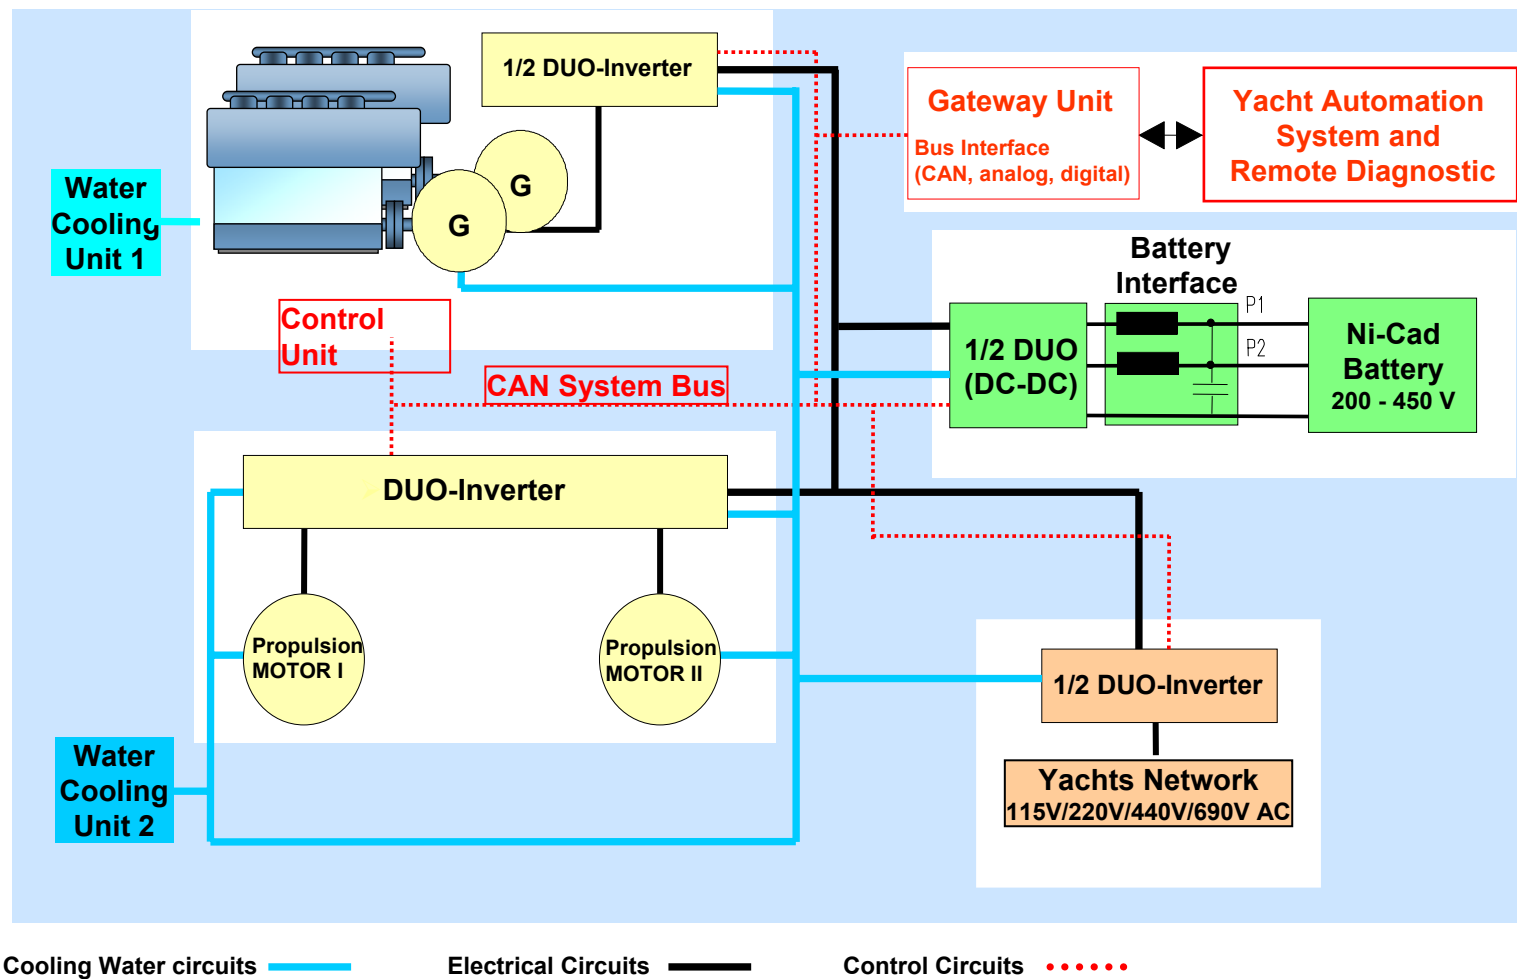 1/2 DUO-Inverter
Gateway Unit
Bus Interface
(CAN, analog, digital)
Yacht Automation
System and
Remote Diagnostic
Water
Cooling
Unit 1
G
G
Battery
Interface
Control
Unit
P1
P2
1/2 DUO
(DC-DC)
Ni-Cad
Battery
200 - 450 V
CAN System Bus
DUO-Inverter
Propulsion
MOTOR I
Propulsion
MOTOR II
1/2 DUO-Inverter
Water
Cooling
Unit 2
Yachts Network
115V/220V/440V/690V AC
Cooling Water circuits
Electrical Circuits
Control Circuits